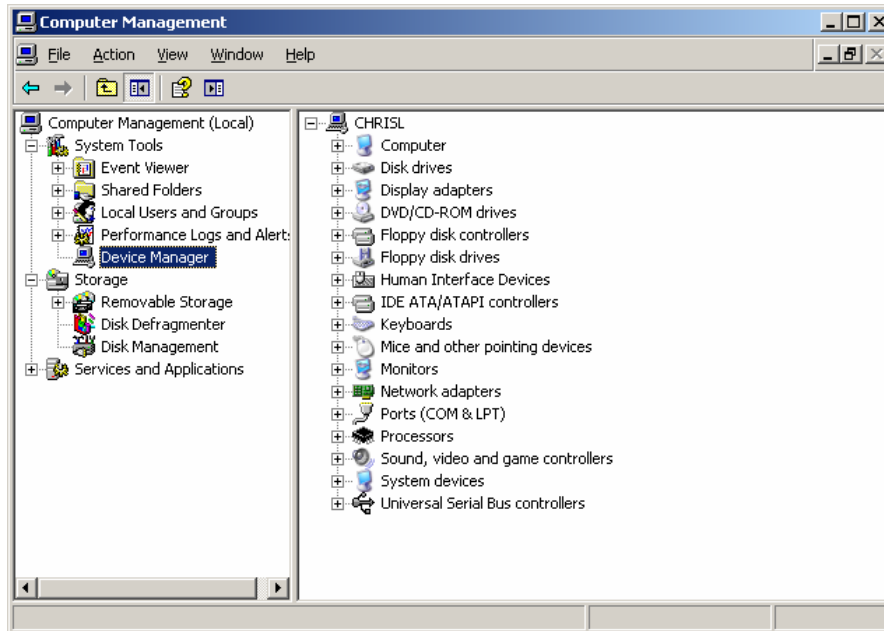 Computer Management
File Action View Window Help
Computer Management (Local)
System Tools
Event Viewer
Shared Folders
Local Users and Groups
Performance Logs and Alert
Device Manager
Storage
Removable Storage
Disk Defragmenter
Disk Management
Services and Applications
CHRISL
Computer
Disk drives
Display adapters
DVD/CD-ROM drives
Floppy disk controllers
Floppy disk drives
Human Interface Devices
IDE ATA/ATAPI controllers
Keyboards
Mice and other pointing devices
Monitors
Network adapters
Ports (COM & LPT)
Processors
Sound, video and game controllers
System devices
Universal Serial Bus controllers